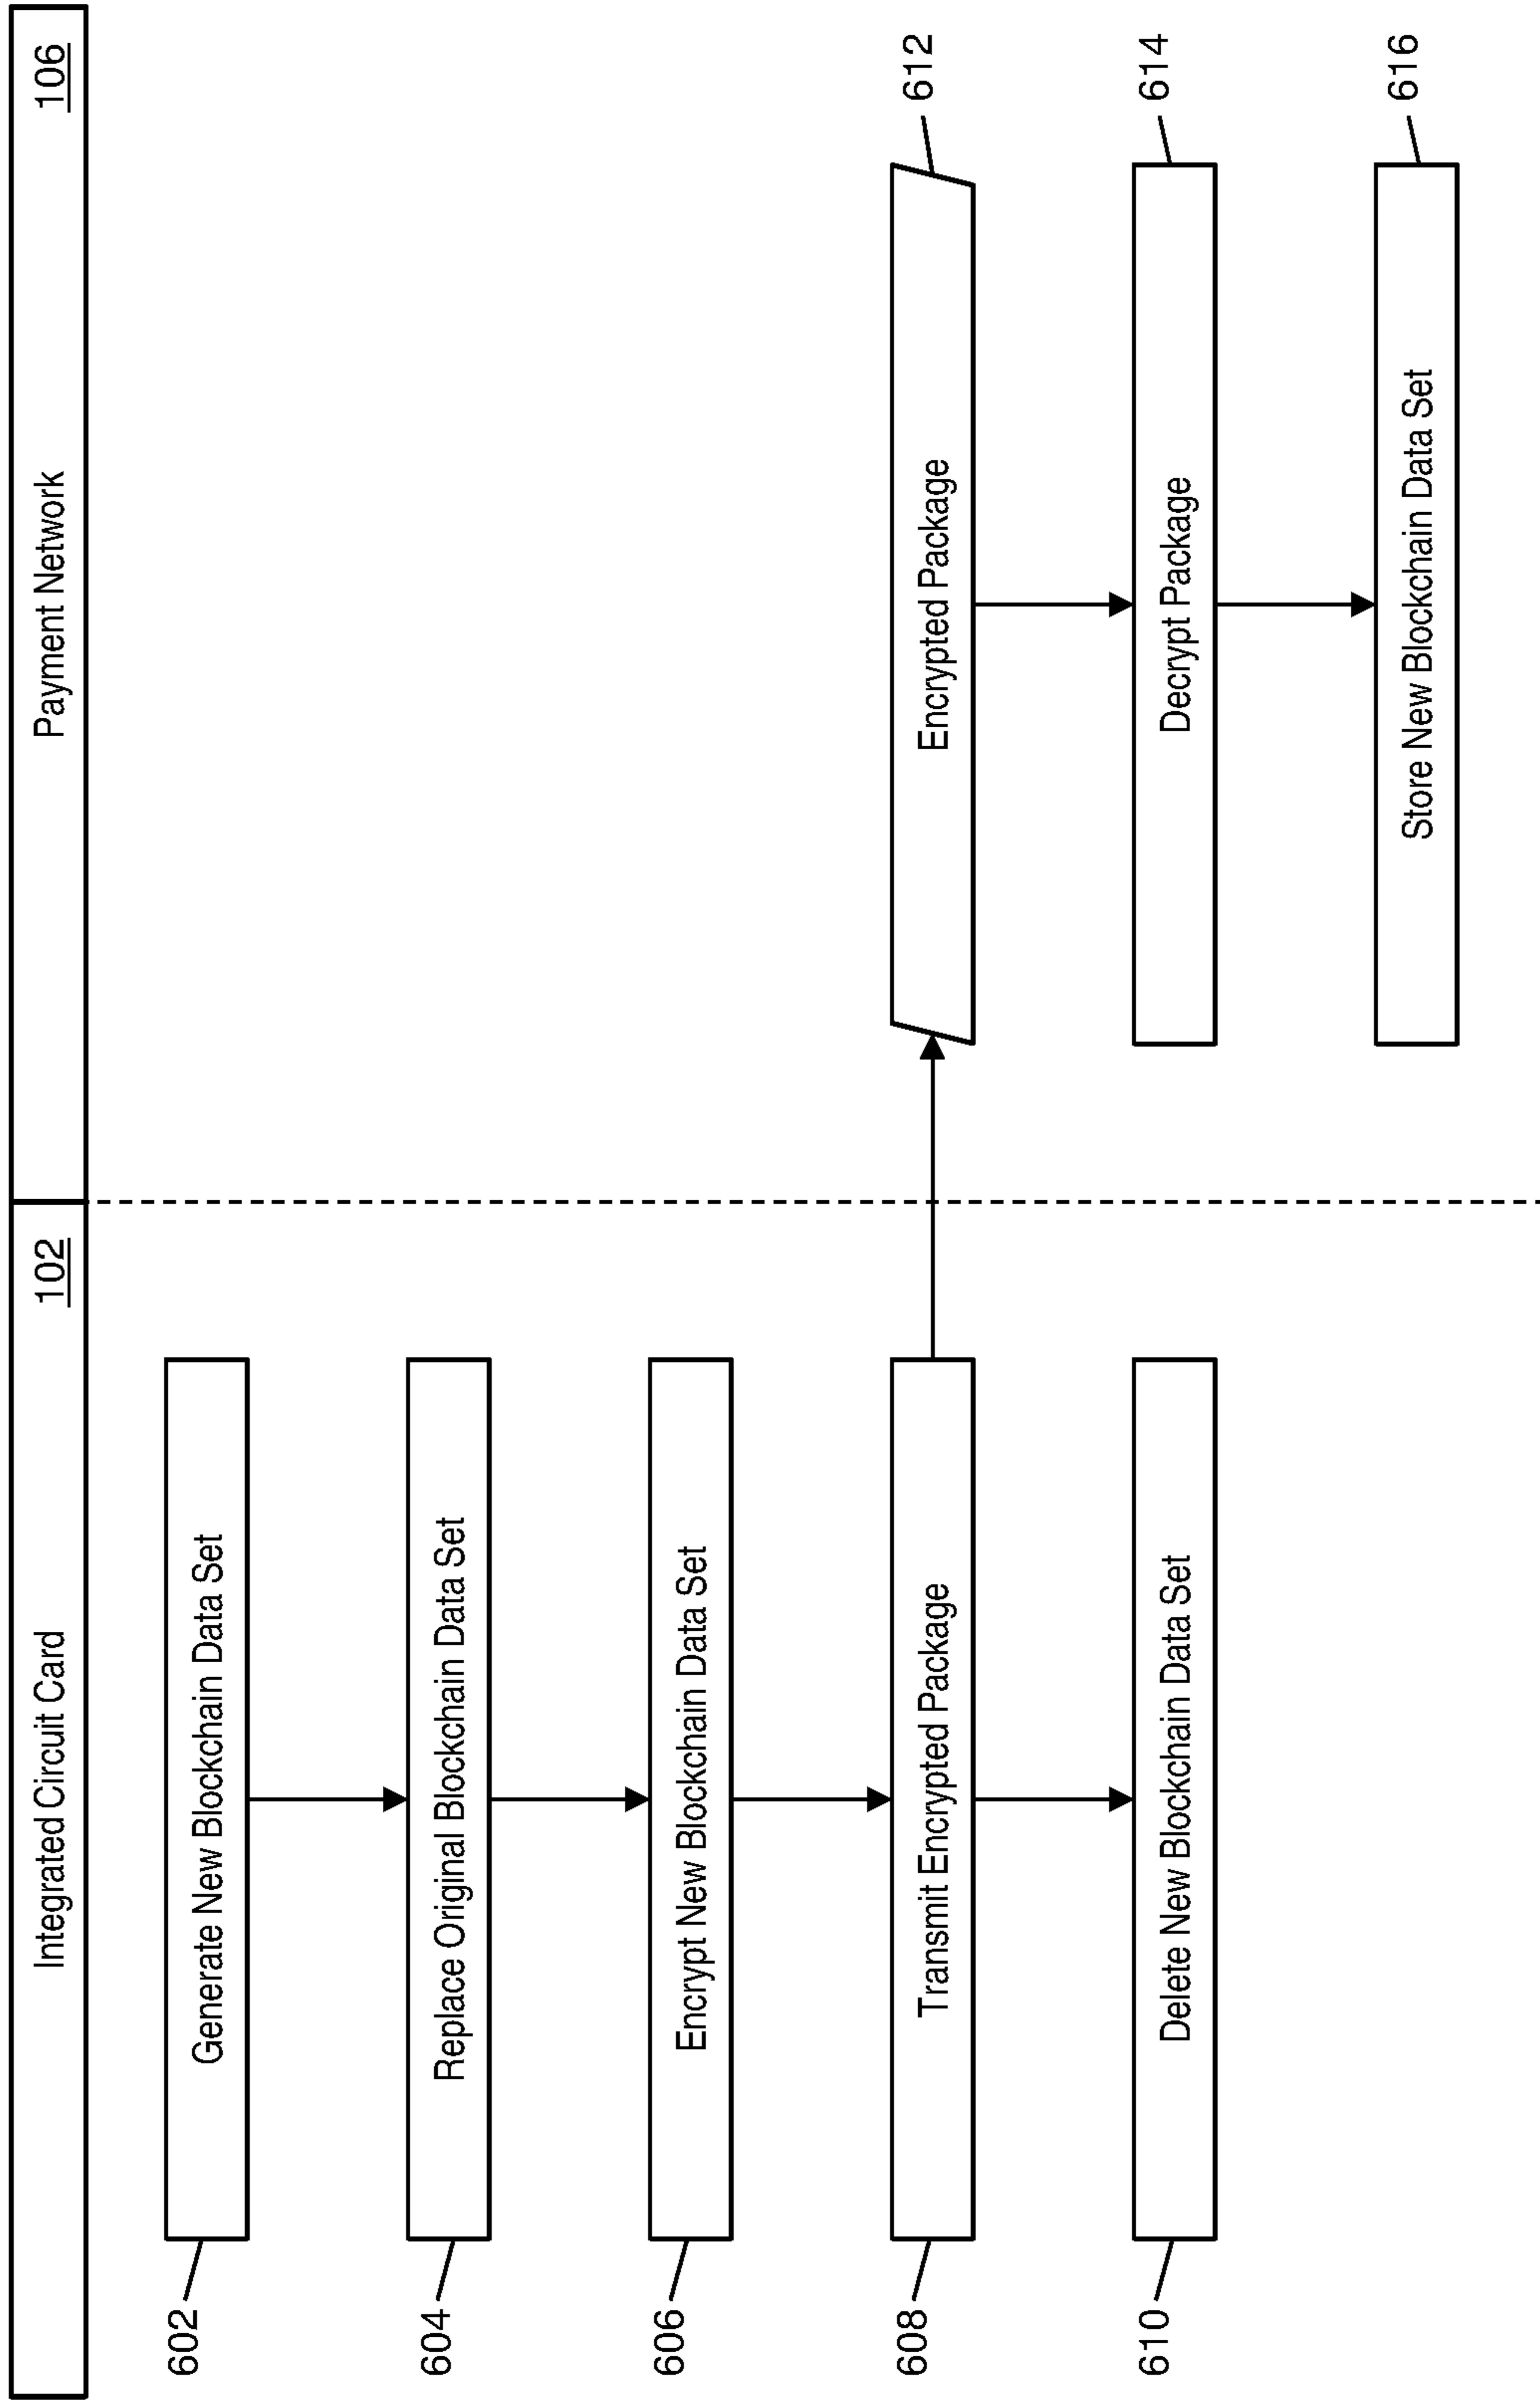 Integrated Circuit Card
102
Payment Network
106
602
Generate New Blockchain Data Set
604
Replace Original Blockchain Data Set
606
Encrypt New Blockchain Data Set
608
Transmit Encrypted Package
Encrypted Package
612
610
Delete New Blockchain Data Set
Decrypt Package
614
Store New Blockchain Data Set
616